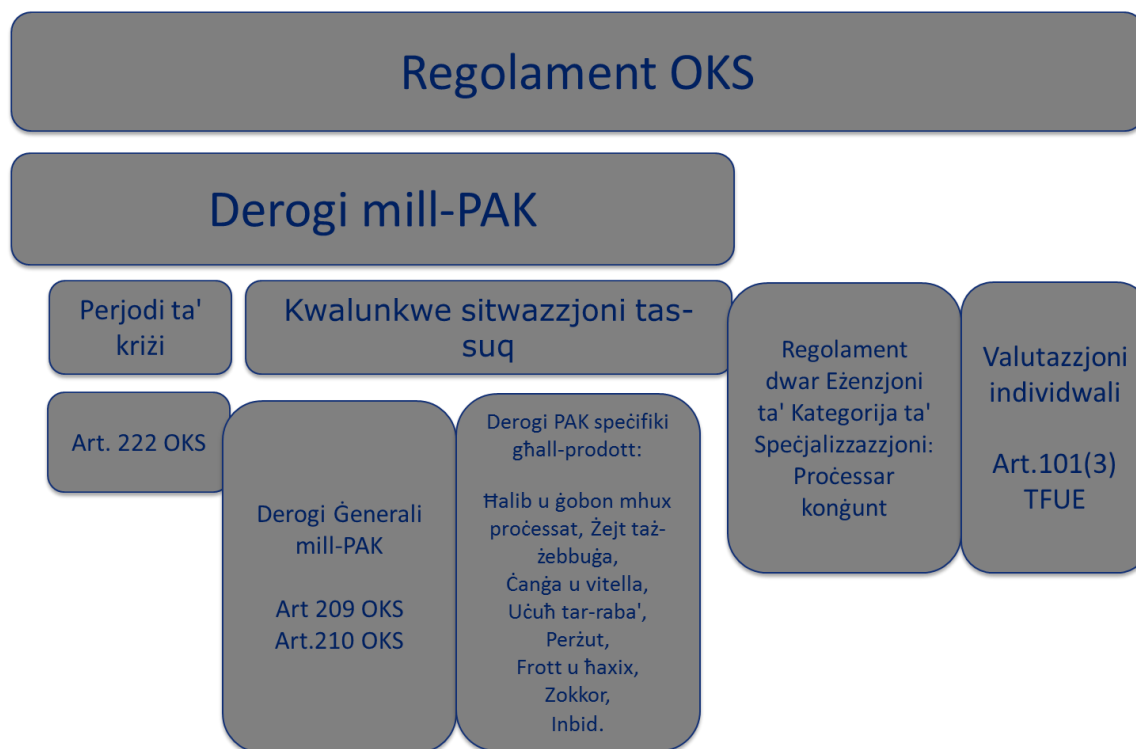 Regolament OKS
Derogi mill-PAK
Perjodi ta'
kriżi
Kwalunkwe sitwazzjoni tas-
suq
Art. 222 OKS
Derogi Ġenerali
mill-PAK
Art 209 OKS
Art.210 OKS
Derogi PAK speċifiki
għall-prodott:
Ħalib u ġobon mhux
proċessat, Żejt taż-
żebbuġa,
Ċanġa u vitella,
Uċuħ tar-raba',
Perżut,
Frott u ħaxix,
Zokkor,
Inbid.
Regolament
dwar Eżenzjoni
ta' Kategorija ta'
Speċjalizzazzjoni:
Proċessar
konġunt
Valutazzjoni
individwali
Art.101(3)
TFUE